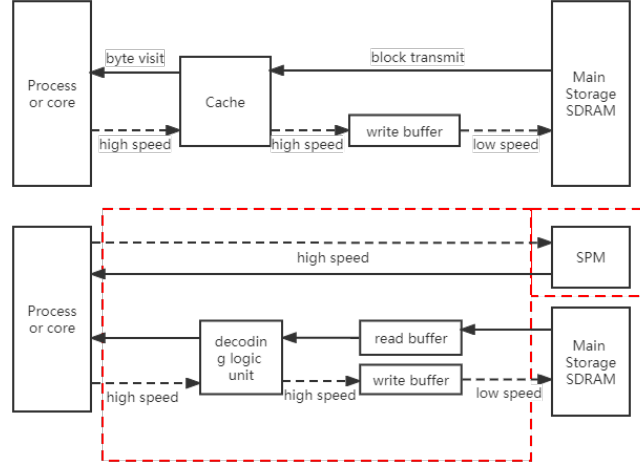 byte visit
block transmit
Process
or core
Cache
Main
Storage
SDRAM
write buffer
high speed
high speed
low speed
high speed
SPM
Process
or core
decodin
g logic
unit
read buffer
write buffer
Main
Storage
SDRAM
high speed
high speed
low speed